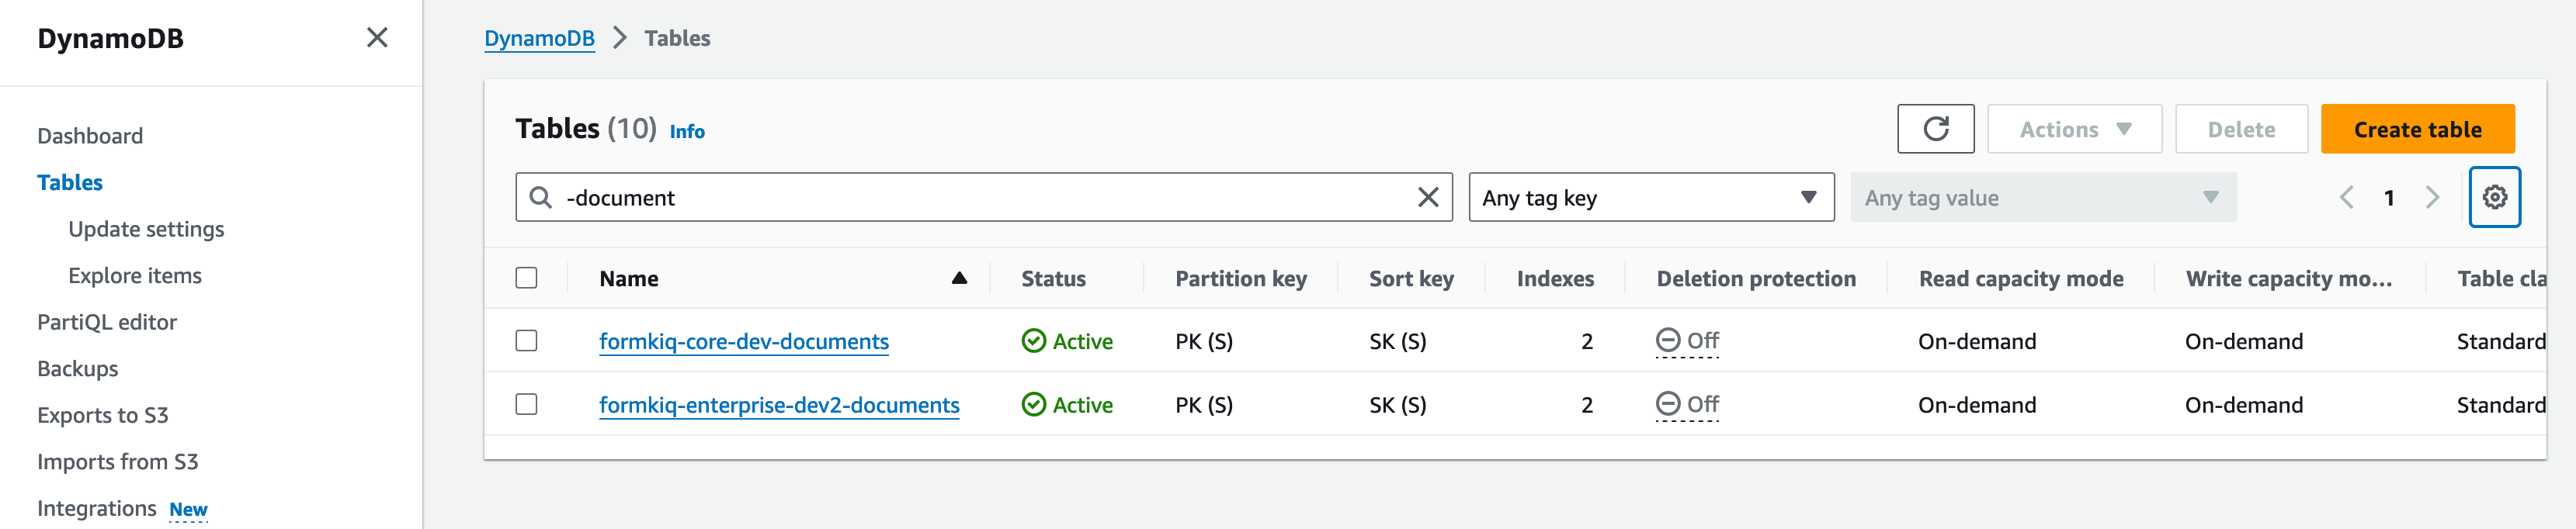 DynamoDB
Dashboard
Tables
Update settings
Explore items
PartiQL editor
Backups
Exports to S3
Imports from S3
Integrations New
DynamoDB > Tables
Tables (10) Info
Actions Delete Create table
-document Any tag key Any tag value 1
Name Status Partition key Sort key Indexes Deletion protection Read capacity mode Write capacity mo... Table cla
formkiq-core-dev-documents Active PK (S) SK (S) 2 Off On-demand On-demand Standard
formkiq-enterprise-dev2-documents Active PK (S) SK (S) 2 Off On-demand On-demand Standard